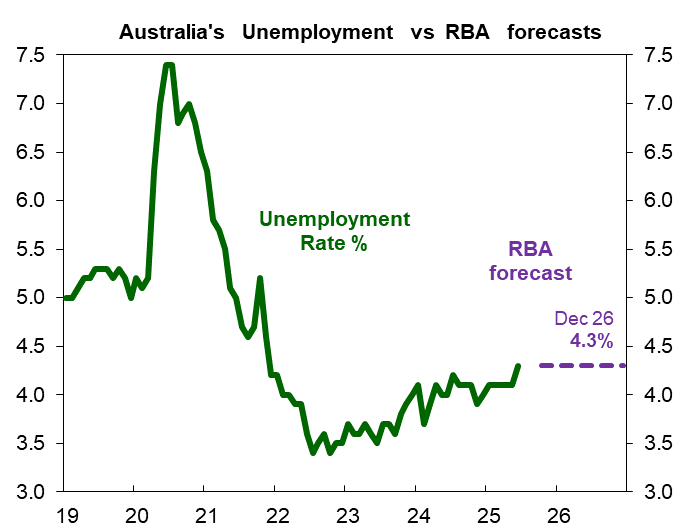 Australia's Unemployment vs RBA forecasts
7.5 7.5
7.0 7.0
6.5 6.5
6.0 6.0
Unemployment
Rate %
5.5 5.5
RBA
forecast
5.0 5.0
Dec 26
4.3%
4.5 4.5
4.0 4.0
3.5 3.5
3.0 3.0
19 20 21 22 23 24 25 26